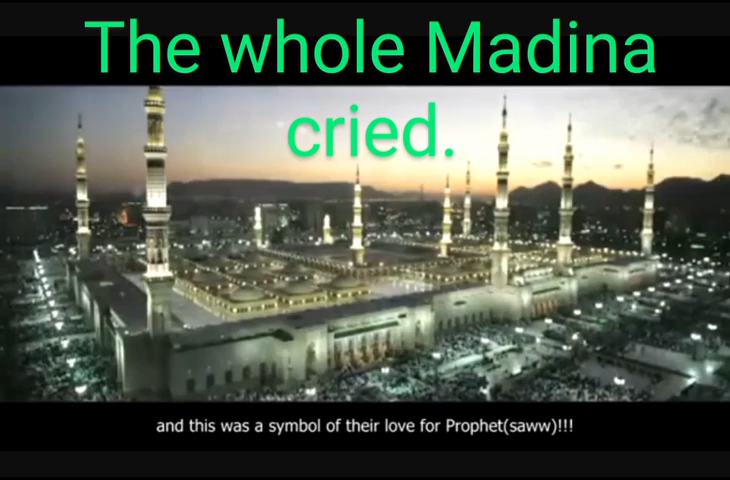 The whole Madina
cried.
and this was a symbol of their love for Prophet(saww)!!!